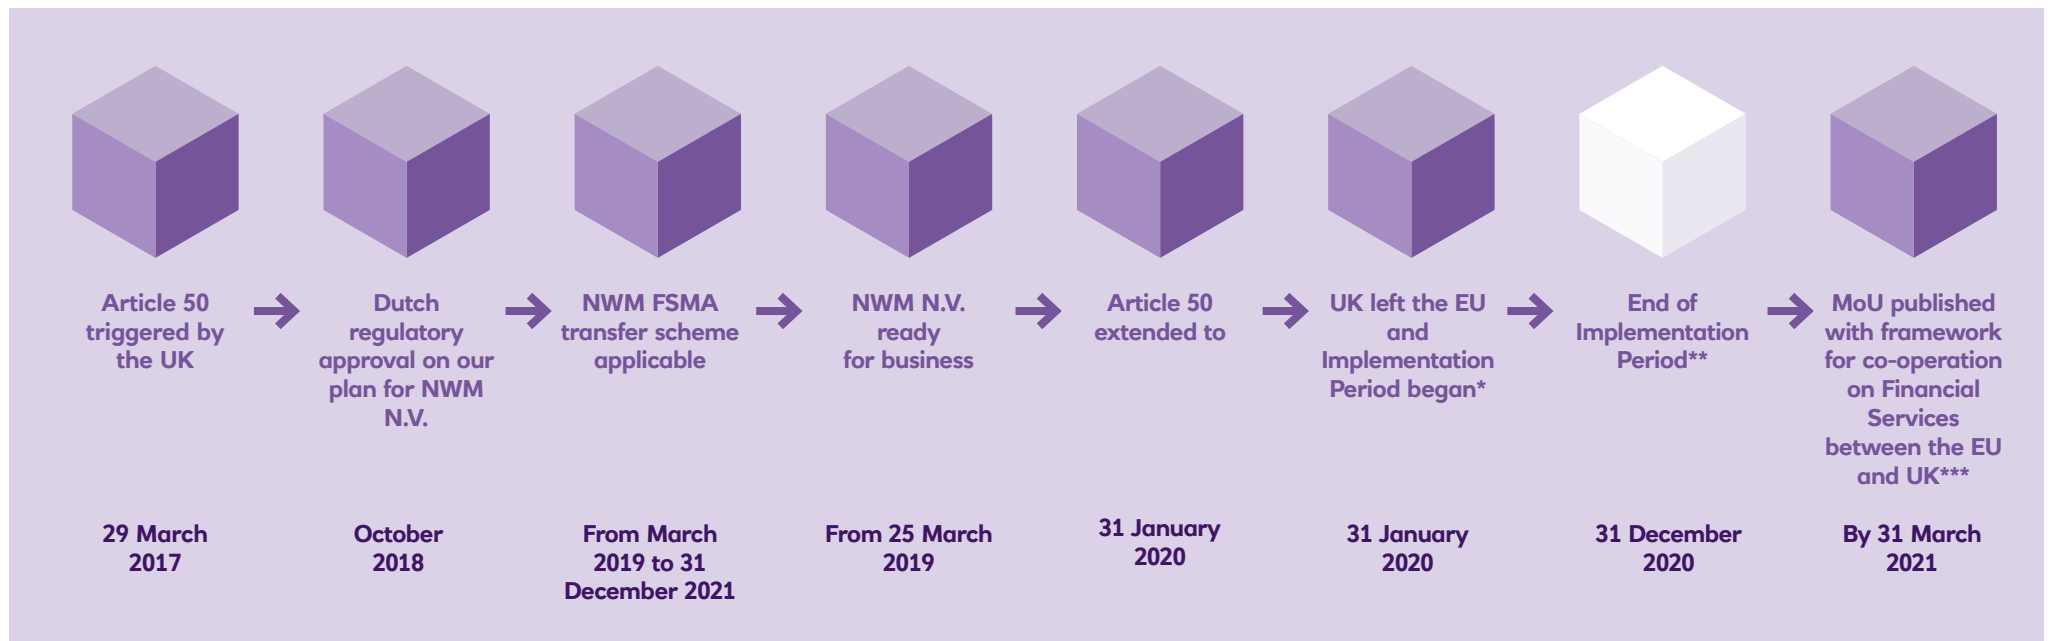 Article 50
triggered by
the UK
29 March
2017
Dutch
regulatory
approval on our
plan for NWM
N.V.
October
2018
NWM FSMA
transfer scheme
applicable
From March
2019 to 31
December 2021
NWM N.V.
ready
for business
From 25 March
2019
Article 50
extended to
31 January
2020
UK left the EU
and
Implementation
Period began*
31 January
2020
End of
Implementation
Period**
31 December
2020
MoU published
with framework
for co-operation
on Financial
Services
between the EU
and UK***
By 31 March
2021